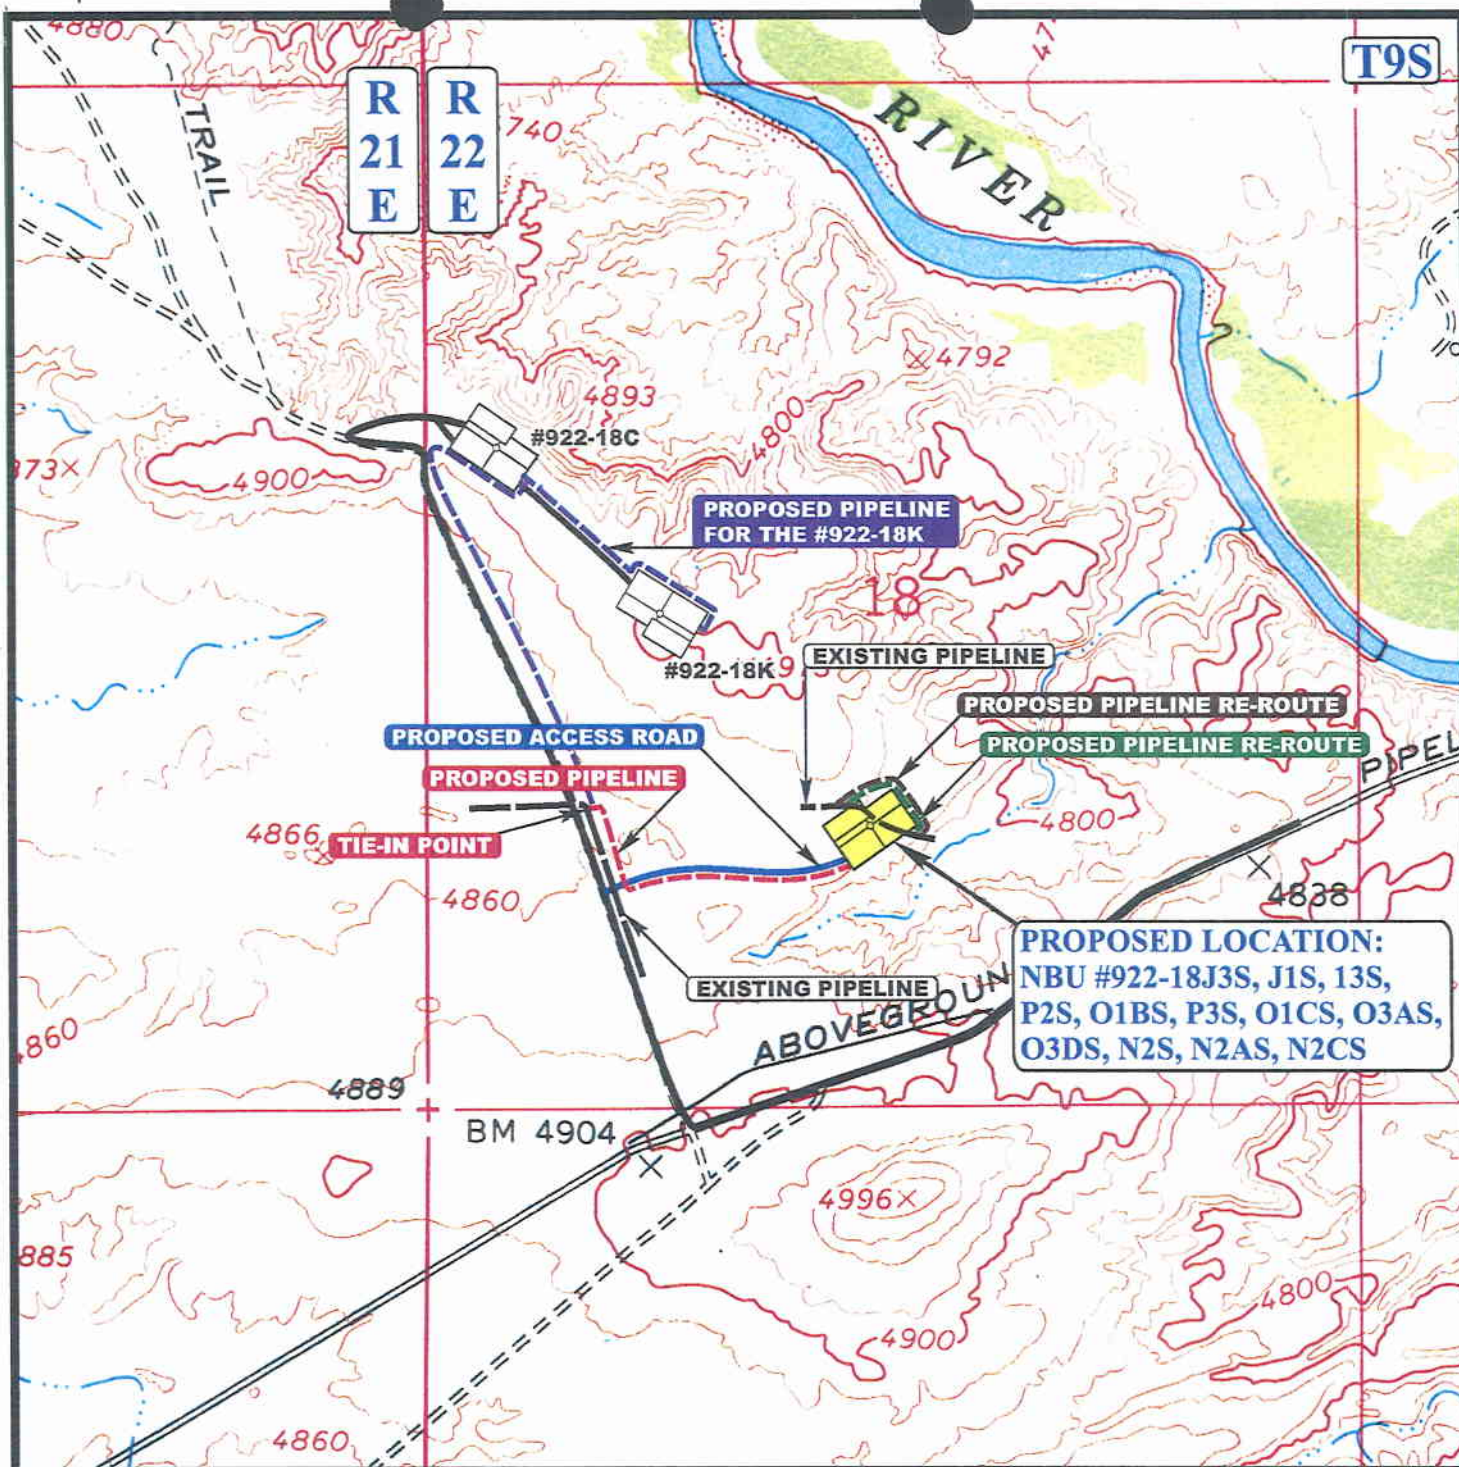 4880
T9S
R
21
E
R
22
E
740
TRAIL
RIVER
4792
4893
#922-18C
4800
873
4900
PROPOSED PIPELINE
FOR THE #922-18K
18
#922-18K
EXISTING PIPELINE
PROPOSED PIPELINE RE-ROUTE
PROPOSED ACCESS ROAD
PROPOSED PIPELINE RE-ROUTE
PROPOSED PIPELINE
4866
TIE-IN POINT
4800
4860
4838
PROPOSED LOCATION:
NBU #922-18J3S, J1S, 13S,
P2S, O1BS, P3S, O1CS, O3AS,
O3DS, N2S, N2AS, N2CS
EXISTING PIPELINE
ABOVEGROUN
PIPEL
4860
4889
BM 4904
4996
885
4800
4900
4860